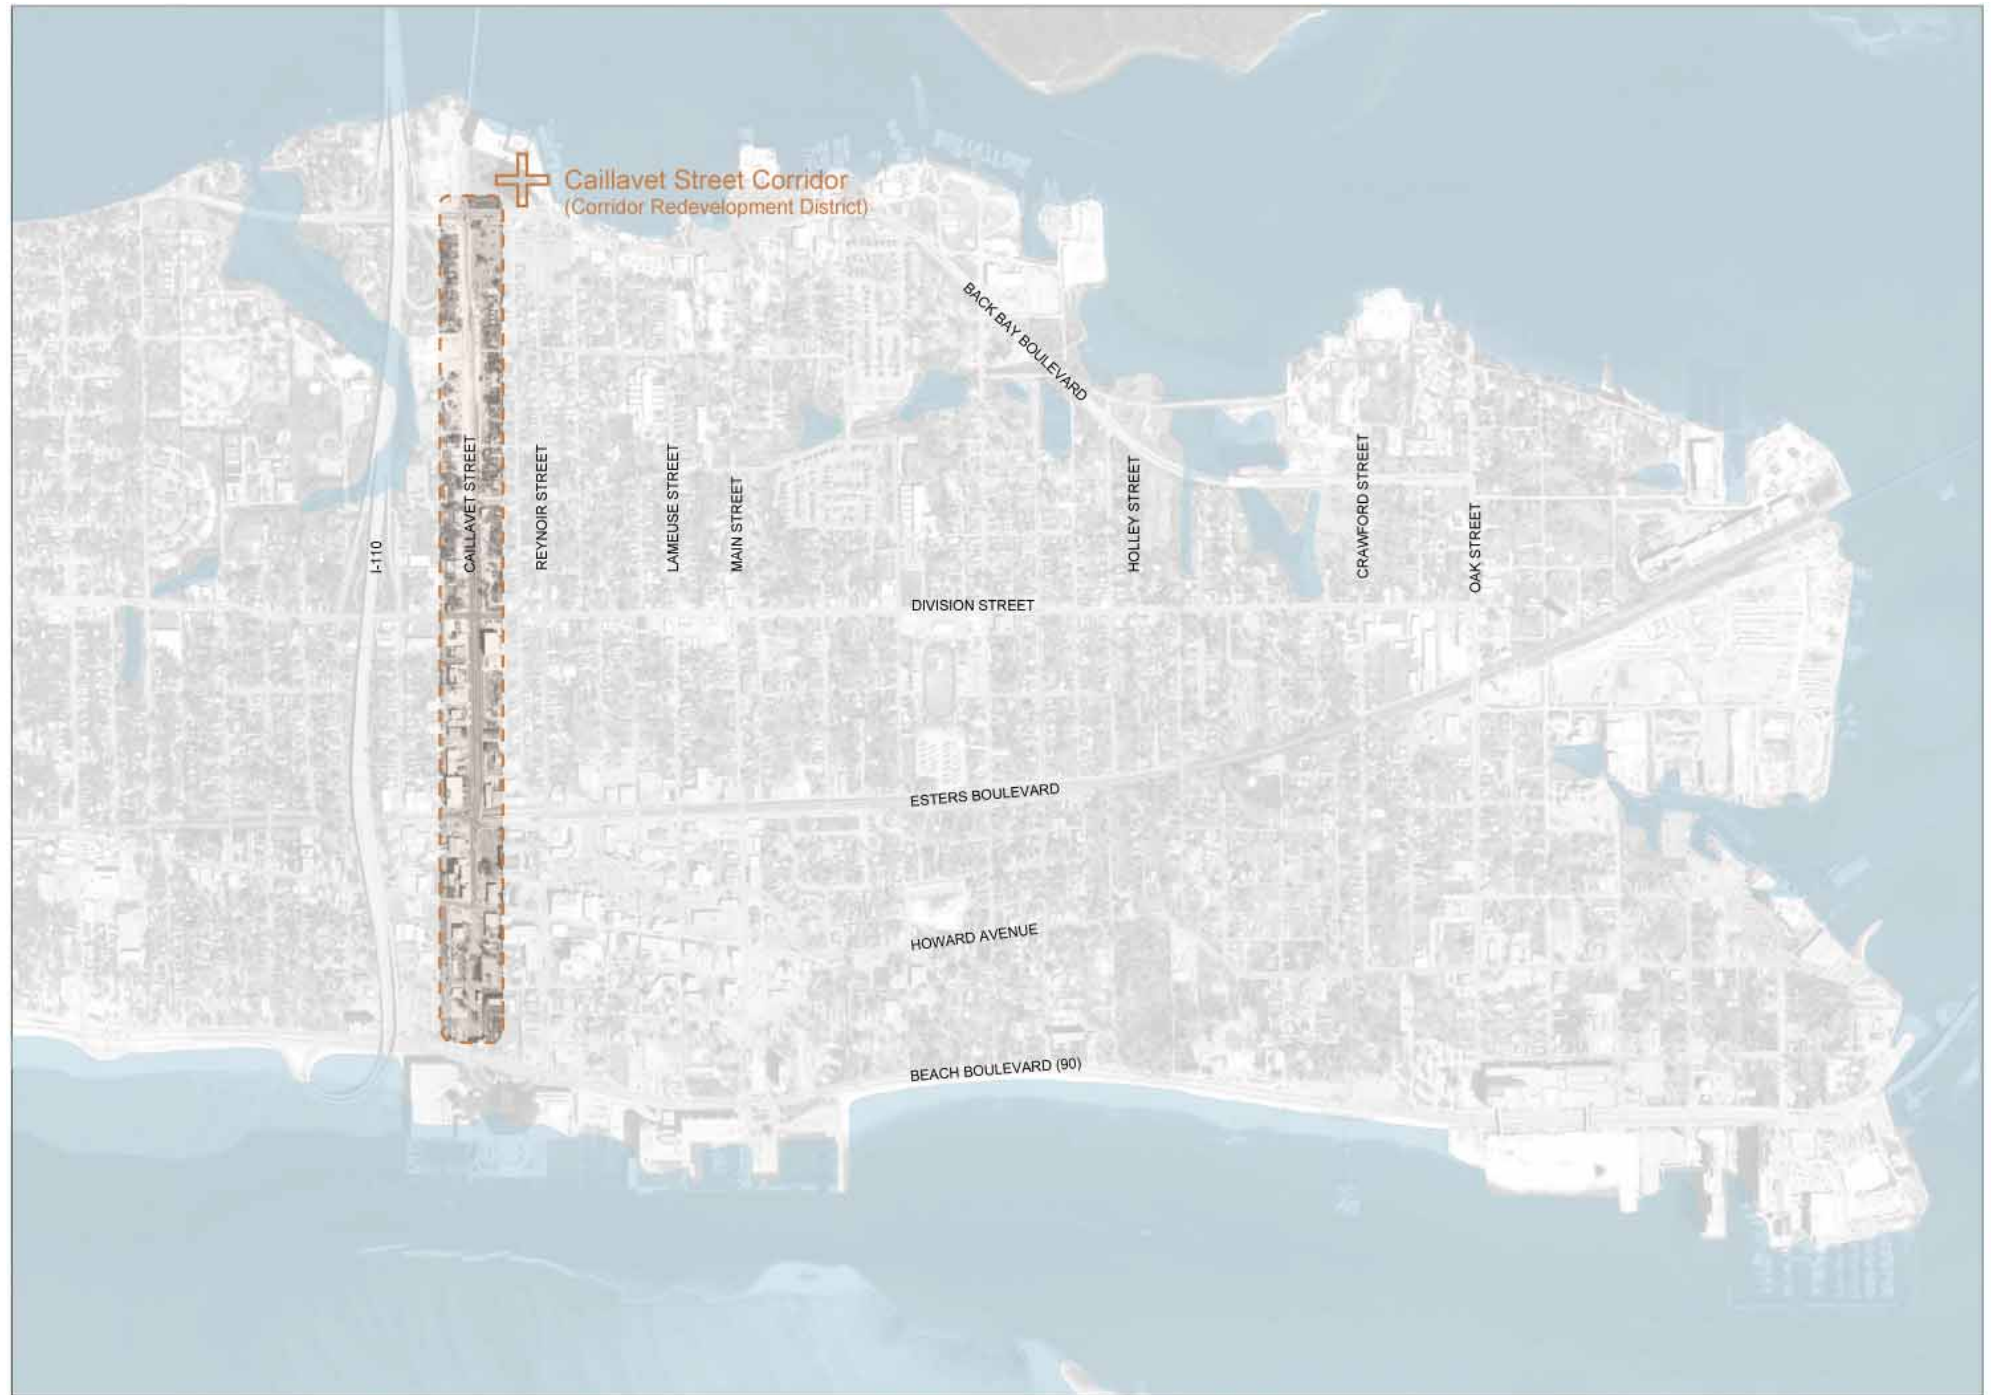 Caillavet Street Corridor
(Corridor Redevelopment District)
BACK BAY BOULEVARD
I-110
CAILLAVET STREET
REYNOIR STREET
LAMEUSE STREET
MAIN STREET
HOLLEY STREET
CRAWFORD STREET
OAK STREET
DIVISION STREET
ESTERS BOULEVARD
HOWARD AVENUE
BEACH BOULEVARD (90)